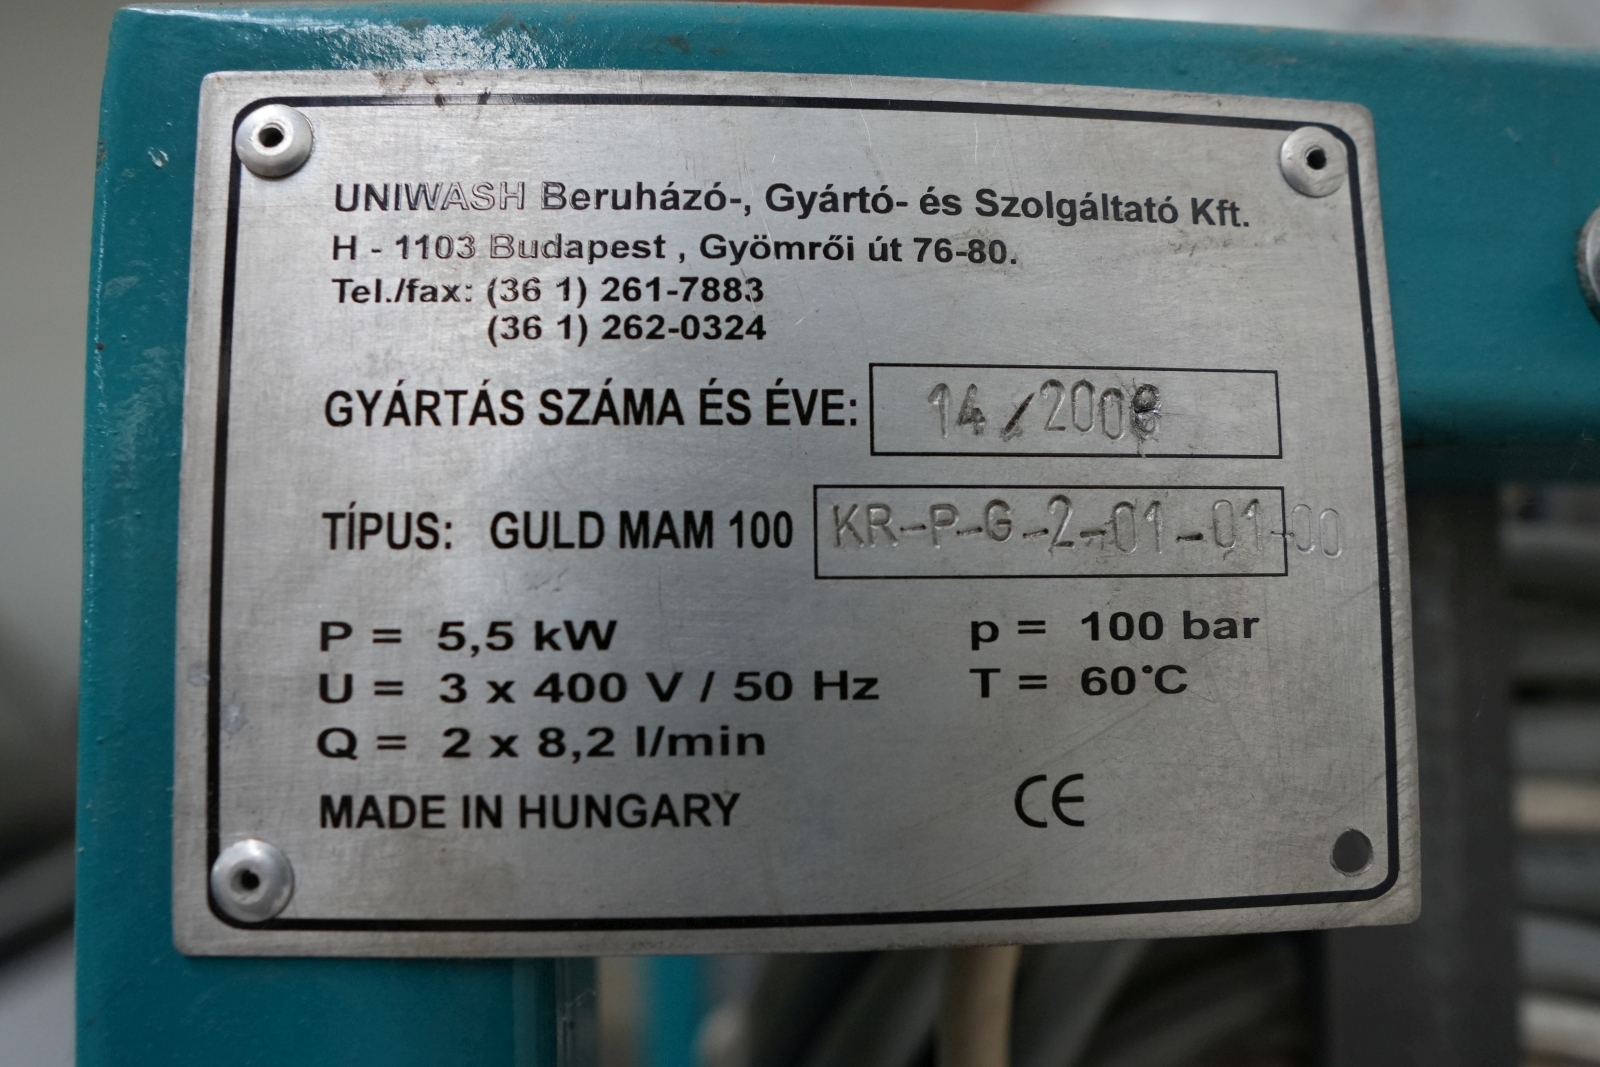 UNIWASH Beruházó-, Gyártó- és Szolgáltató Kft.
H - 1103 Budapest , Gyömrői út 76-80.
Tel./fax: (36 1) 261-7883
(36 1) 262-0324
GYÁRTÁS SZÁMA ÉS ÉVE: 14/
TÍPUS: GULD MAM 100 KR-P-G-2-01-01-00
P = 5,5 kW p = 100 bar
U = 3 x 400 V / 50 Hz T = 60°C
Q = 2 x 8,2 l/min
MADE IN HUNGARY CE